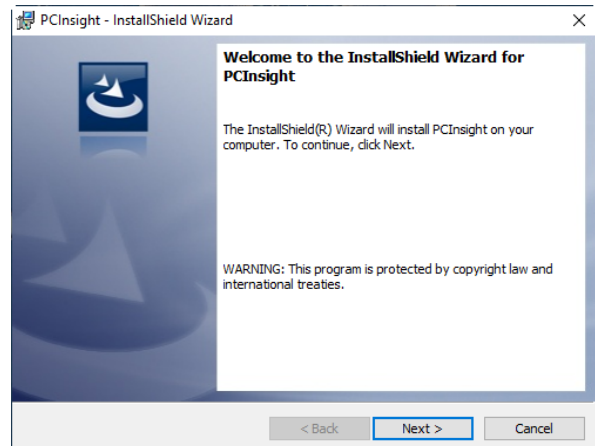 PCInsight - InstallShield Wizard
Welcome to the InstallShield Wizard for
PCInsight
The InstallShield(R) Wizard will install PCInsight on your
computer. To continue, click Next.
WARNING: This program is protected by copyright law and
international treaties.
< Back
Next >
Cancel